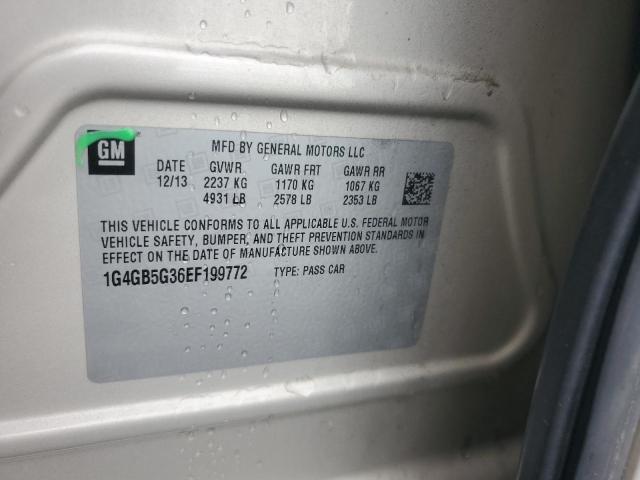 GM
MFD BY GENERAL MOTORS LLC
DATE GVWR GAWR FRT GAWR RR
12/13 2237 KG 1170 KG 1067 KG
4931 LB 2578 LB 2353 LB
THIS VEHICLE CONFORMS TO ALL APPLICABLE U.S. FEDERAL MOTOR
VEHICLE SAFETY, BUMPER, AND THEFT PREVENTION STANDARDS IN
EFFECT ON THE DATE OF MANUFACTURE SHOWN ABOVE.
1G4GB5G36EF199772 TYPE: PASS CAR